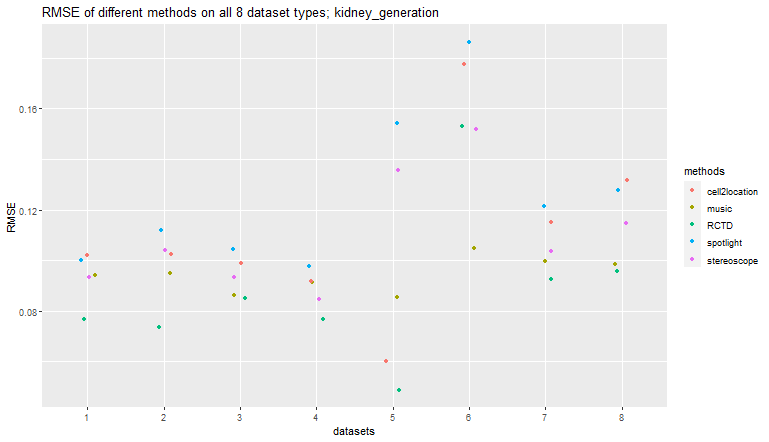 RMSE of different methods on all 8 dataset types; kidney_generation
RMSE
0.16
0.12
0.08
1 2 3 4 5 6 7 8
datasets
methods
cell2location
music
RCTD
spotlight
stereoscope